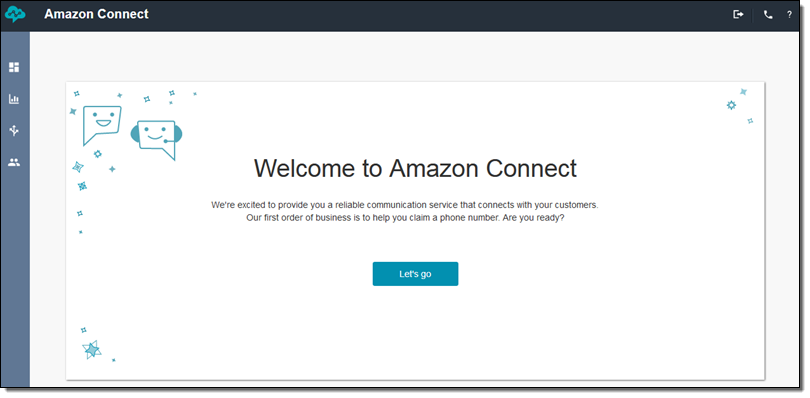 Amazon Connect
?
Welcome to Amazon Connect
We're excited to provide you a reliable communication service that connects with your customers.
Our first order of business is to help you claim a phone number. Are you ready?
Let's go